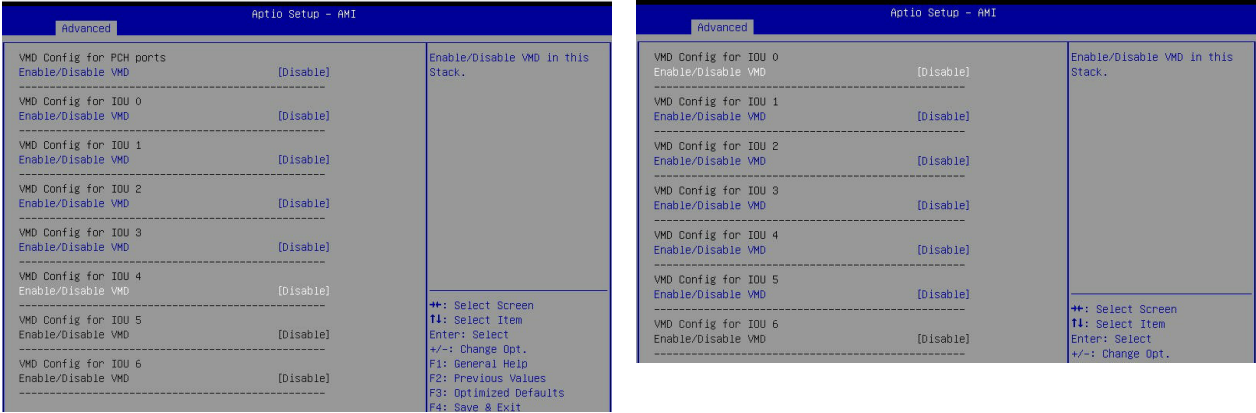 Aptio Setup – AMI
Advanced
VMD Config for PCH ports
Enable/Disable VMD [Disable]
------------------------------------------------
VMD Config for IOU 0
Enable/Disable VMD [Disable]
------------------------------------------------
VMD Config for IOU 1
Enable/Disable VMD [Disable]
------------------------------------------------
VMD Config for IOU 2
Enable/Disable VMD [Disable]
------------------------------------------------
VMD Config for IOU 3
Enable/Disable VMD [Disable]
------------------------------------------------
VMD Config for IOU 4
Enable/Disable VMD [Disable]
------------------------------------------------
VMD Config for IOU 5
Enable/Disable VMD [Disable]
------------------------------------------------
VMD Config for IOU 6
Enable/Disable VMD [Disable]
------------------------------------------------
Enable/Disable VMD in this
Stack.
→←: Select Screen
↑↓: Select Item
Enter: Select
+/-: Change Opt.
F1: General Help
F2: Previous Values
F3: Optimized Defaults
F4: Save & Exit
Aptio Setup – AMI
Advanced
VMD Config for IOU 0
Enable/Disable VMD [Disable]
------------------------------------------------
VMD Config for IOU 1
Enable/Disable VMD [Disable]
------------------------------------------------
VMD Config for IOU 2
Enable/Disable VMD [Disable]
------------------------------------------------
VMD Config for IOU 3
Enable/Disable VMD [Disable]
------------------------------------------------
VMD Config for IOU 4
Enable/Disable VMD [Disable]
------------------------------------------------
VMD Config for IOU 5
Enable/Disable VMD [Disable]
------------------------------------------------
VMD Config for IOU 6
Enable/Disable VMD [Disable]
------------------------------------------------
Enable/Disable VMD in this
Stack.
→←: Select Screen
↑↓: Select Item
Enter: Select
+/-: Change Opt.